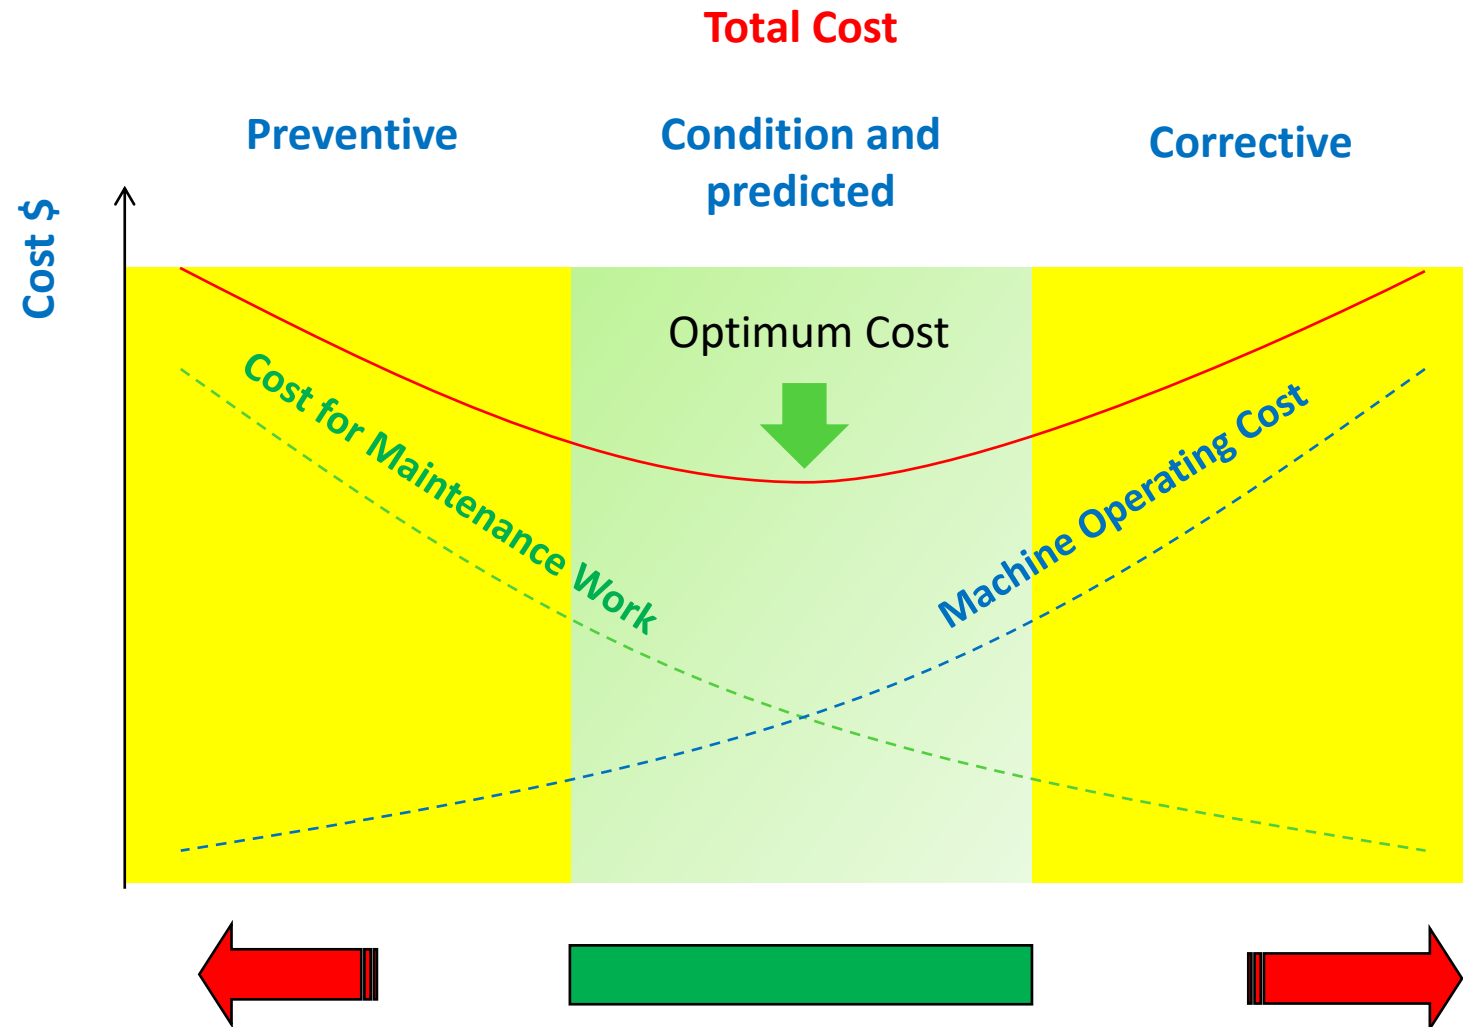 Total Cost
Preventive
Condition and
predicted
Corrective
Cost $
Optimum Cost
Cost for Maintenance Work
Machine Operating Cost